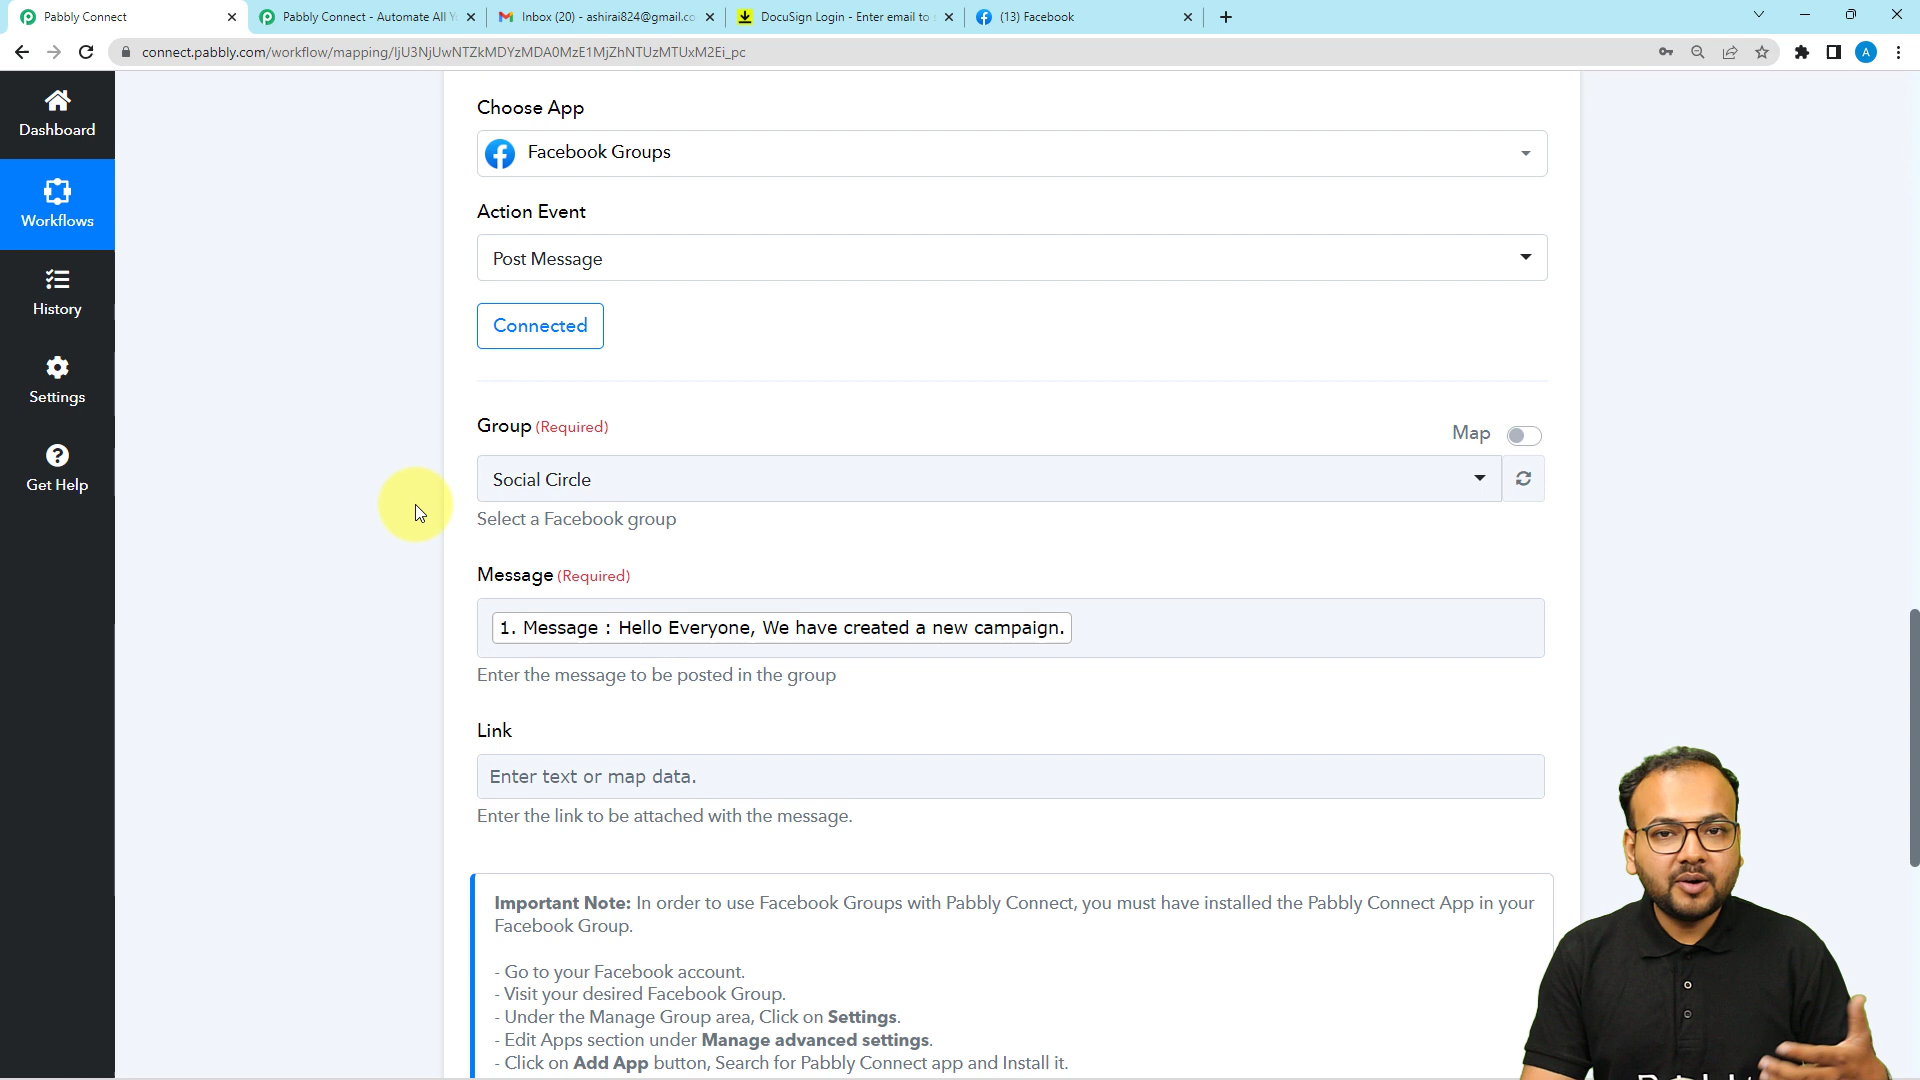 Pabbly Connect
Pabbly Connect - Automate All Y
Inbox (20) - ashirai824@gmail.co
DocuSign Login - Enter email to s
(13) Facebook
connect.pabbly.com/workflow/mapping/IjU3NjUwNTZkMDYzMDA0MzE1MjZhNTUzMTUxM2Ei_pc
A
Dashboard
Workflows
History
Settings
Get Help
Choose App
Facebook Groups
Action Event
Post Message
Connected
Group (Required)
Map
Social Circle
Select a Facebook group
Message (Required)
1. Message : Hello Everyone, We have created a new campaign.
Enter the message to be posted in the group
Link
Enter text or map data.
Enter the link to be attached with the message.
Important Note: In order to use Facebook Groups with Pabbly Connect, you must have installed the Pabbly Connect App in your
Facebook Group.
- Go to your Facebook account.
- Visit your desired Facebook Group.
- Under the Manage Group area, Click on Settings.
- Edit Apps section under Manage advanced settings.
- Click on Add App button, Search for Pabbly Connect app and Install it.